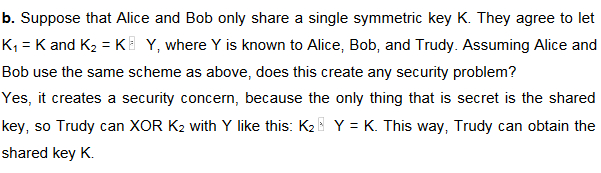 b. Suppose that Alice and Bob only share a single symmetric key K. They agree to let
K₁ = K and K₂ = K Y, where Y is known to Alice, Bob, and Trudy. Assuming Alice and
Bob use the same scheme as above, does this create any security problem?
Yes, it creates a security concern, because the only thing that is secret is the shared
key, so Trudy can XOR K₂ with Y like this: K₂ Y = K. This way, Trudy can obtain the
shared key K.